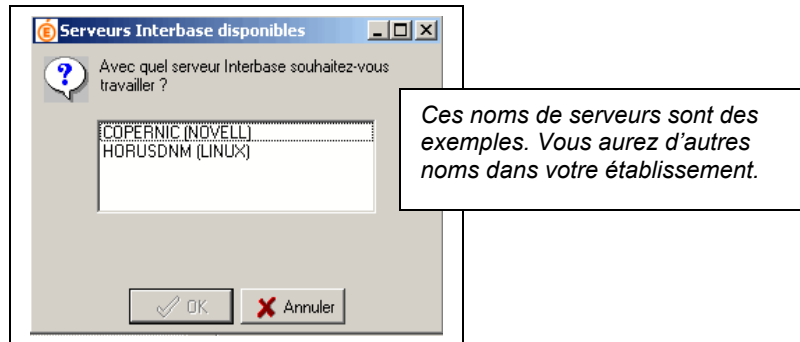 Serveurs Interbase disponibles
Avec quel serveur Interbase souhaitez-vous
travailler ?
COPERNIC (NOVELL)
HORUSDNM (LINUX)
OK
Annuler
Ces noms de serveurs sont des
exemples. Vous aurez d’autres
noms dans votre établissement.